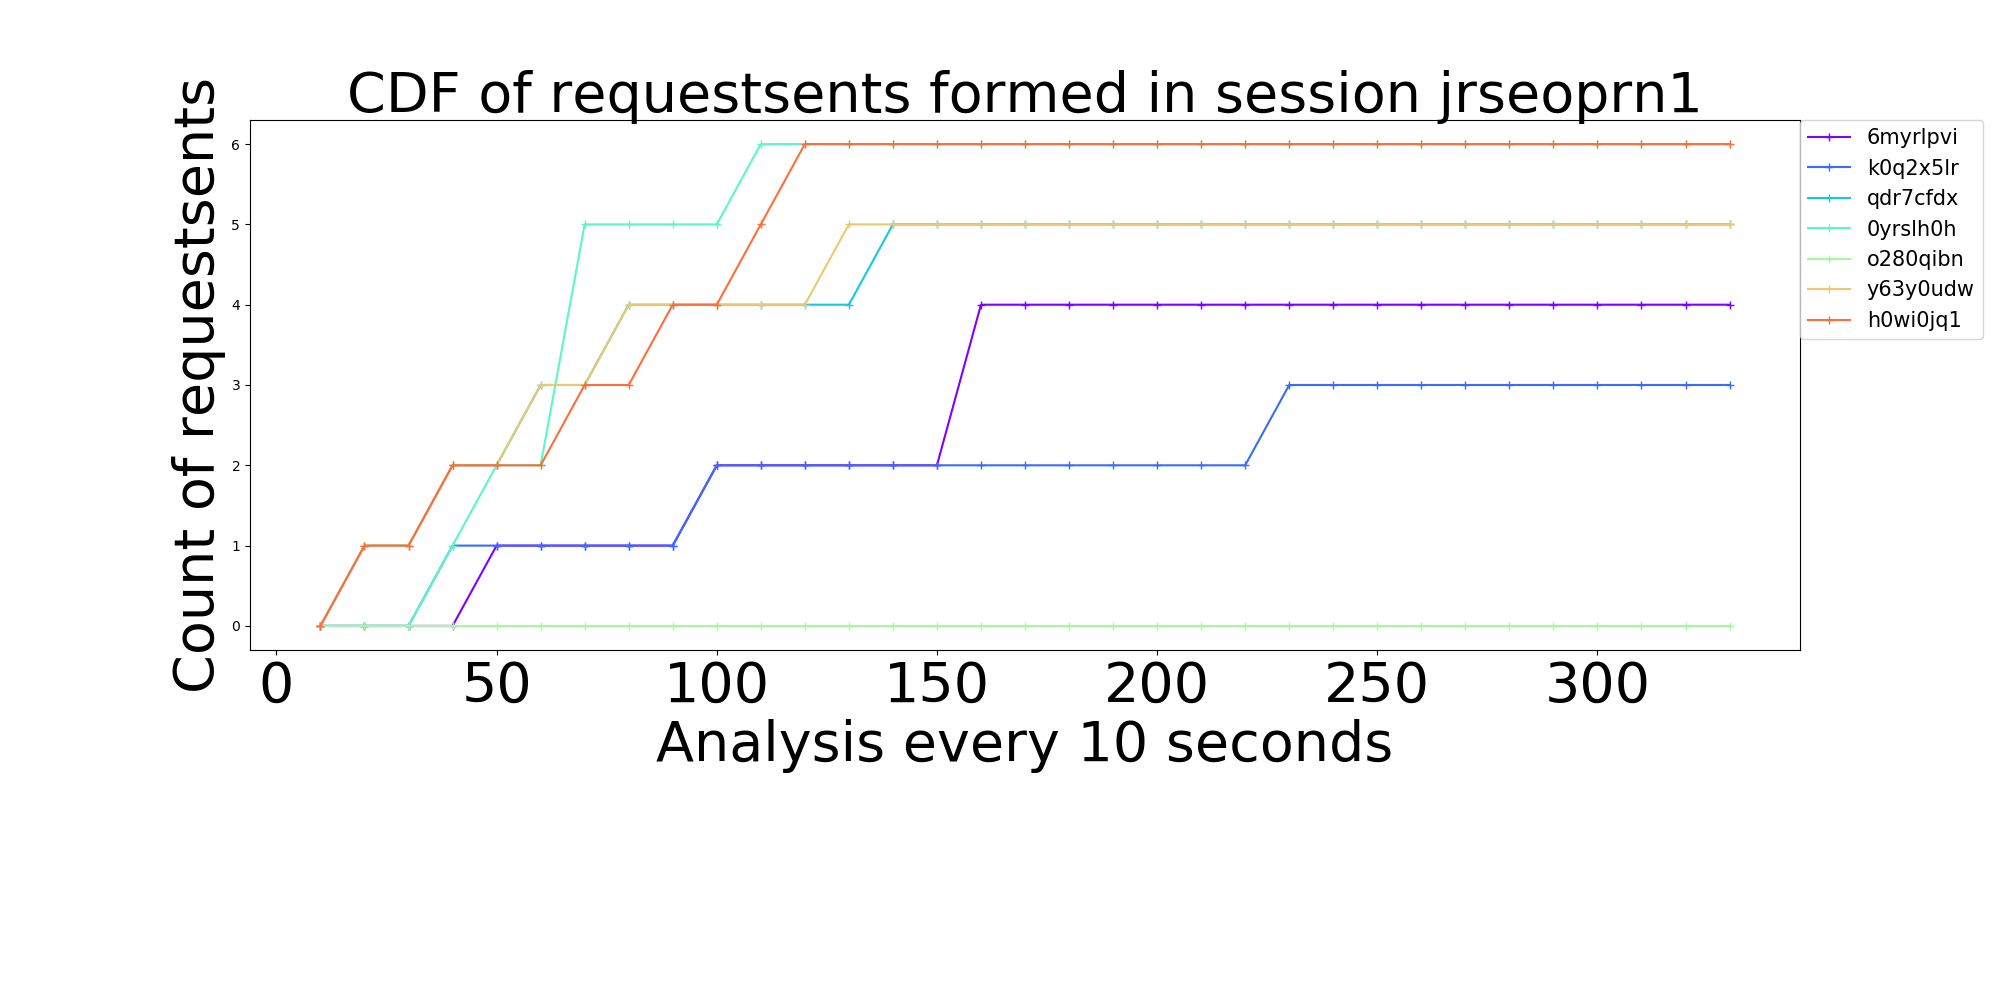 CDF of requestsents formed in session jrseoprn1
Count of requestsents
6
5
4
3
2
1
0
0 50 100 150 200 250 300
Analysis every 10 seconds
6myrlpvi
k0q2x5lr
qdr7cfdx
0yrslh0h
o280qibn
y63y0udw
h0wi0jq1